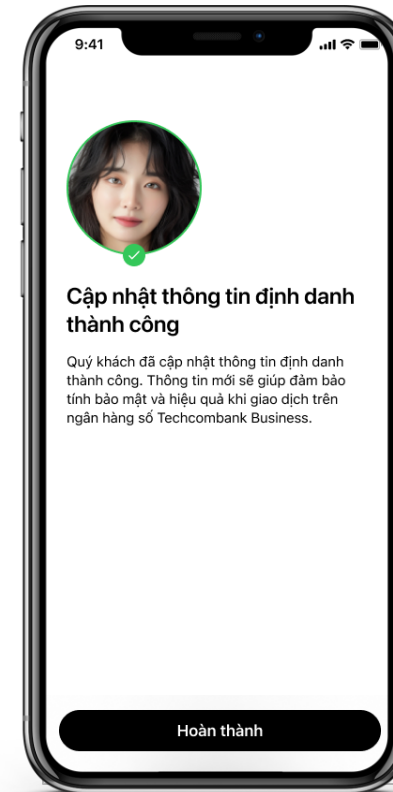 9:41
Cập nhật thông tin định danh
thành công
Quý khách đã cập nhật thông tin định danh
thành công. Thông tin mới sẽ giúp đảm bảo
tính bảo mật và hiệu quả khi giao dịch trên
ngân hàng số Techcombank Business.
Hoàn thành